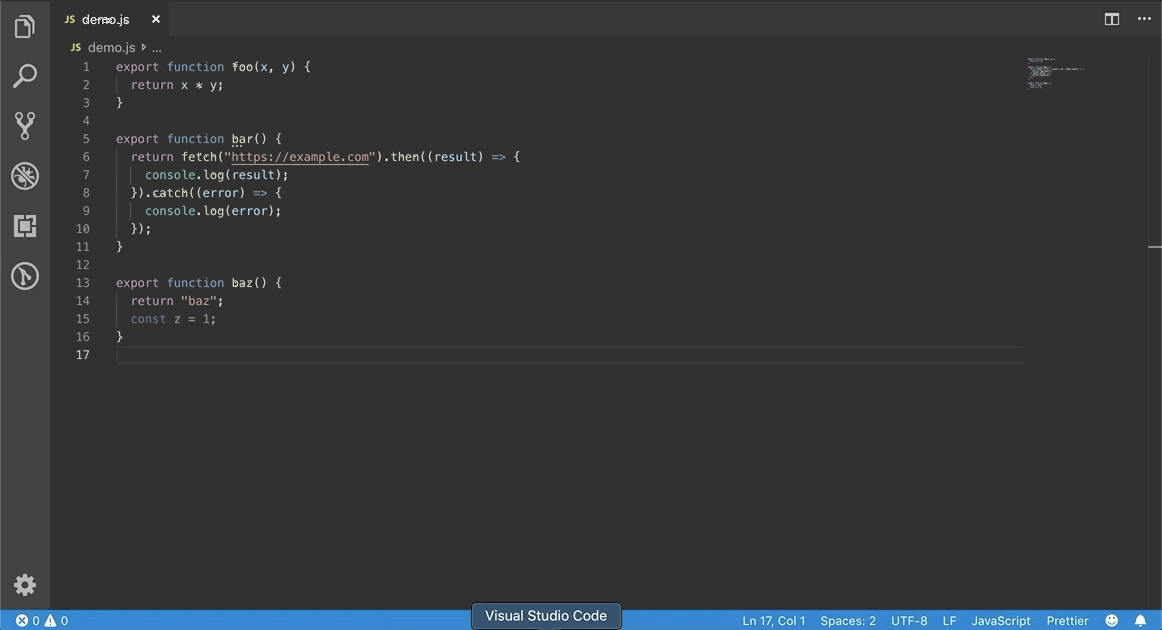 JS demo.js ×
JS demo.js ...
1 export function foo(x, y) {
2 return x * y;
3 }
4
5 export function bar() {
6 return fetch("https://example.com").then((result) => {
7 console.log(result);
8 }).catch((error) => {
9 console.log(error);
10 });
11 }
12
13 export function baz() {
14 return "baz";
15 const z = 1;
16 }
17
0 0 Visual Studio Code Ln 17, Col 1 Spaces: 2 UTF-8 LF JavaScript Prettier